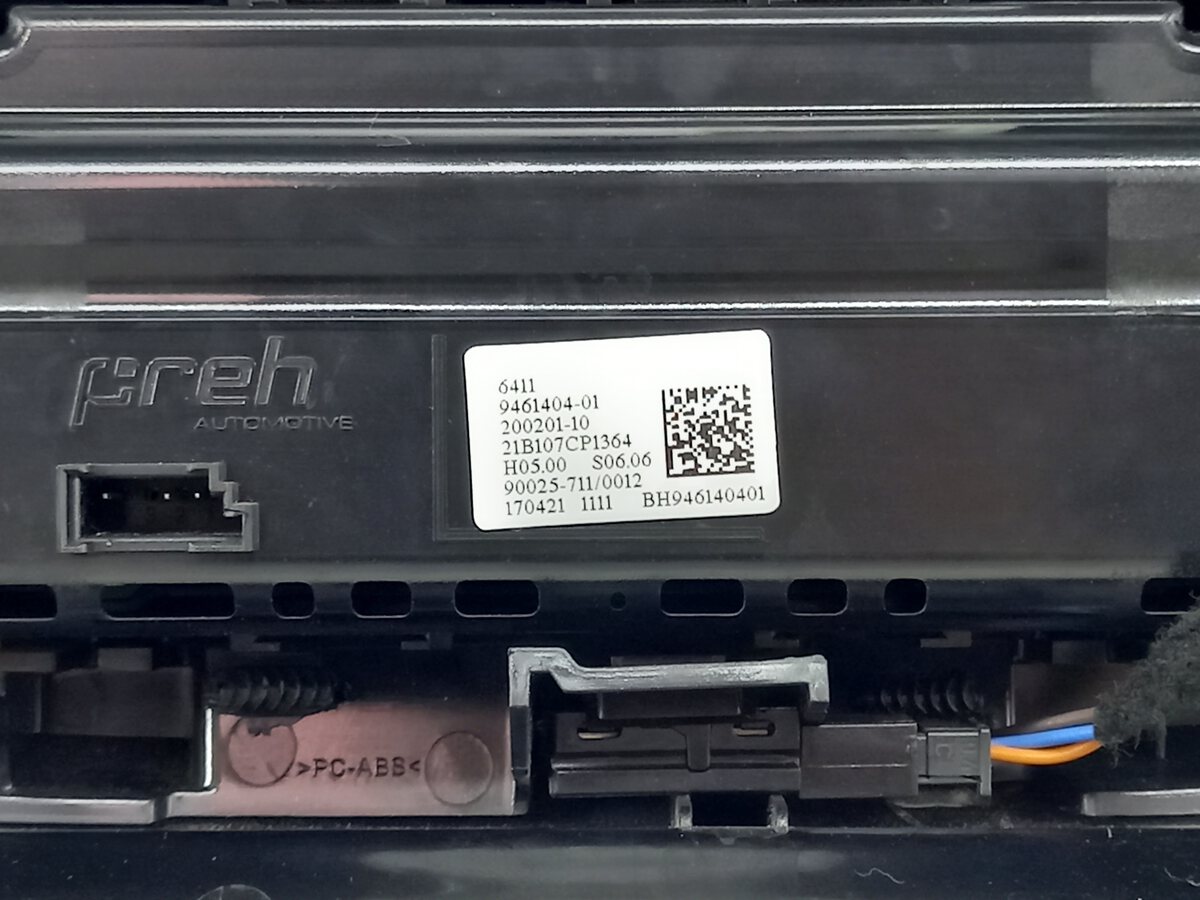 preh
AUTOMOTIVE
6411
9461404-01
200201-10
21B107CP1364
H05.00 S06.06
90025-711/0012
170421 1111 BH946140401
>PC-ABS<